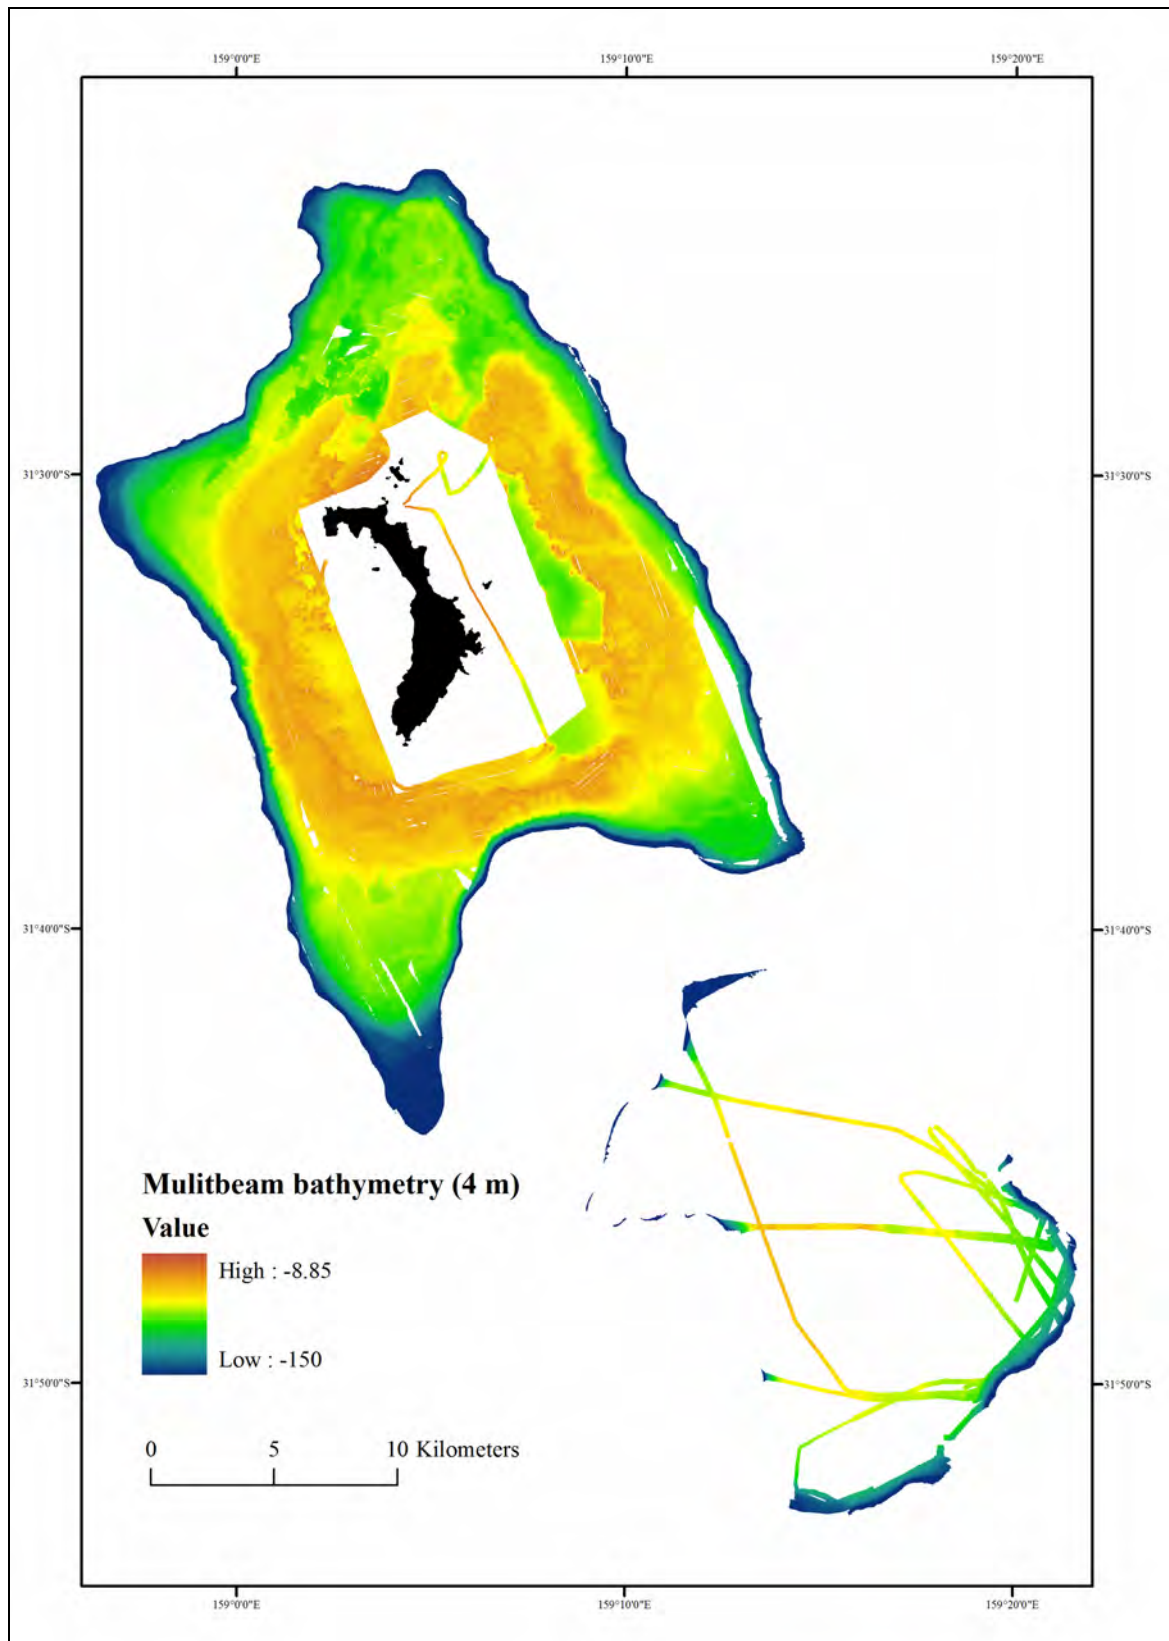 159°0'0"E 159°10'0"E 159°20'0"E
31°30'0"S 31°30'0"S
31°40'0"S 31°40'0"S
Mulitbeam bathymetry (4 m)
Value
High : -8.85
Low : -150
31°50'0"S 31°50'0"S
0 5 10 Kilometers
159°0'0"E 159°10'0"E 159°20'0"E